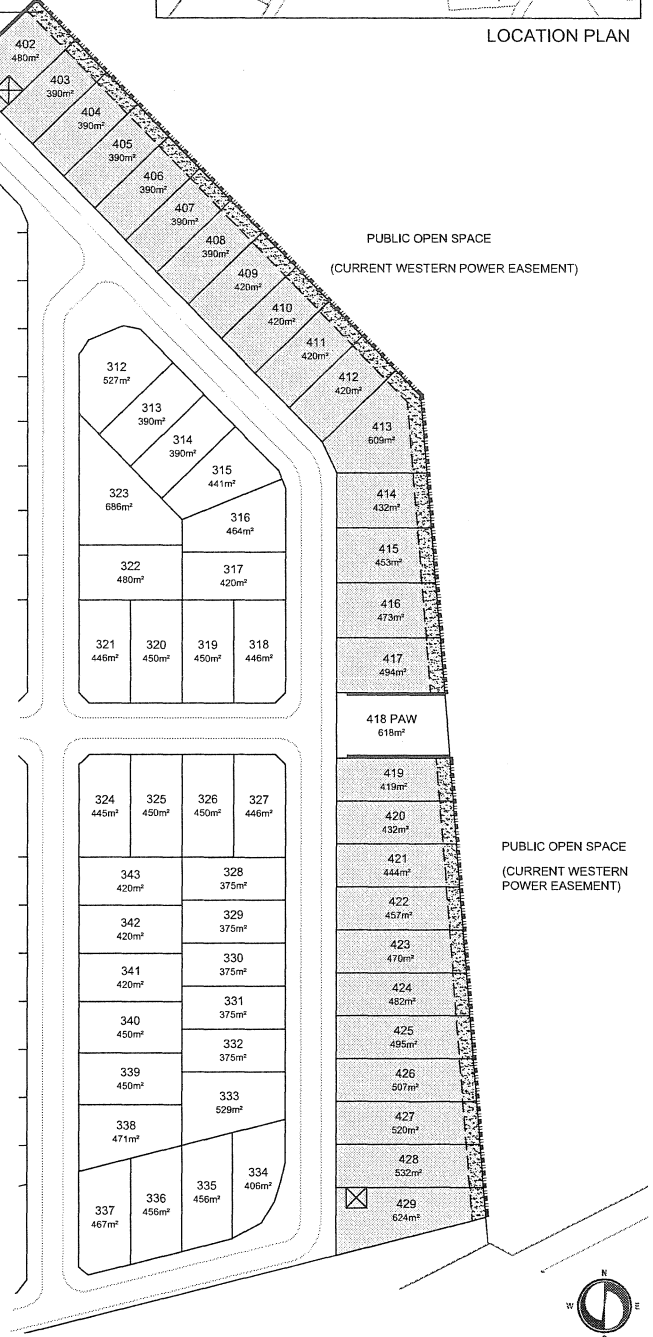 LOCATION PLAN
402
480m²
403
390m²
404
390m²
405
390m²
406
390m²
407
390m²
408
390m²
409
420m²
410
420m²
411
420m²
412
420m²
413
609m²
PUBLIC OPEN SPACE
(CURRENT WESTERN POWER EASEMENT)
312
527m²
313
390m²
314
390m²
315
441m²
323
686m²
316
464m²
322
480m²
317
420m²
321
446m²
320
450m²
319
450m²
318
446m²
414
432m²
415
453m²
416
473m²
417
494m²
418 PAW
618m²
324
445m²
325
450m²
326
450m²
327
446m²
343
420m²
328
375m²
342
420m²
329
375m²
341
420m²
330
375m²
340
450m²
331
375m²
339
450m²
332
375m²
338
471m²
333
529m²
337
467m²
336
456m²
335
456m²
334
406m²
419
419m²
420
432m²
421
444m²
422
457m²
423
470m²
424
482m²
425
495m²
426
507m²
427
520m²
428
532m²
429
624m²
PUBLIC OPEN SPACE
(CURRENT WESTERN
POWER EASEMENT)
N
W
E